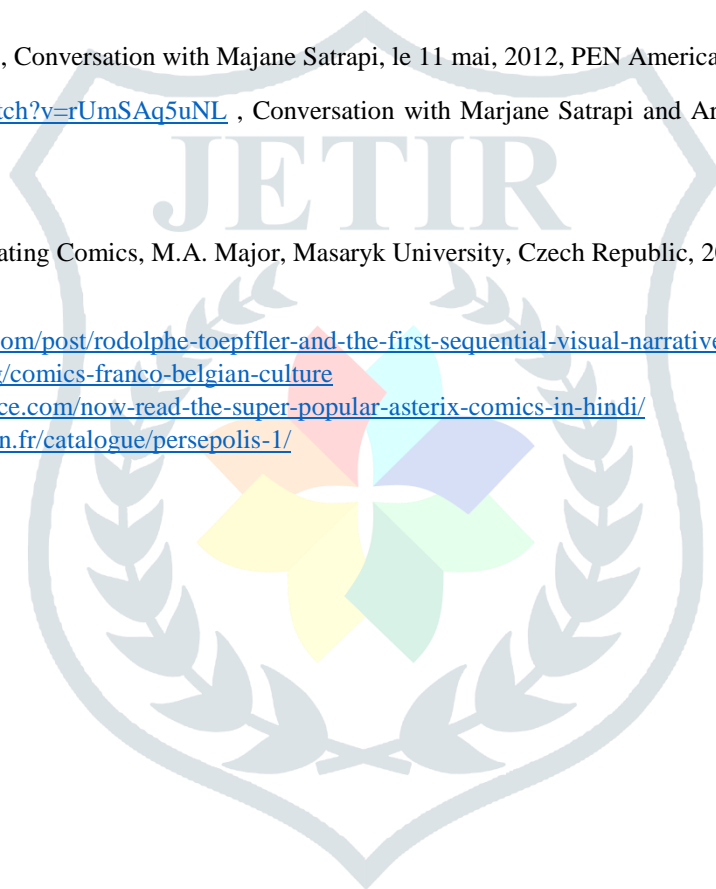 , Conversation with Majane Satrapi, le 11 mai, 2012, PEN America
tch?v=rUmSAq5uNL , Conversation with Marjane Satrapi and Ar
JETIR
ating Comics, M.A. Major, Masaryk University, Czech Republic, 20
om/post/rodolphe-toepffler-and-the-first-sequential-visual-narrative
g/comics-franco-belgian-culture
ce.com/now-read-the-super-popular-asterix-comics-in-hindi/
n.fr/catalogue/persepolis-1/